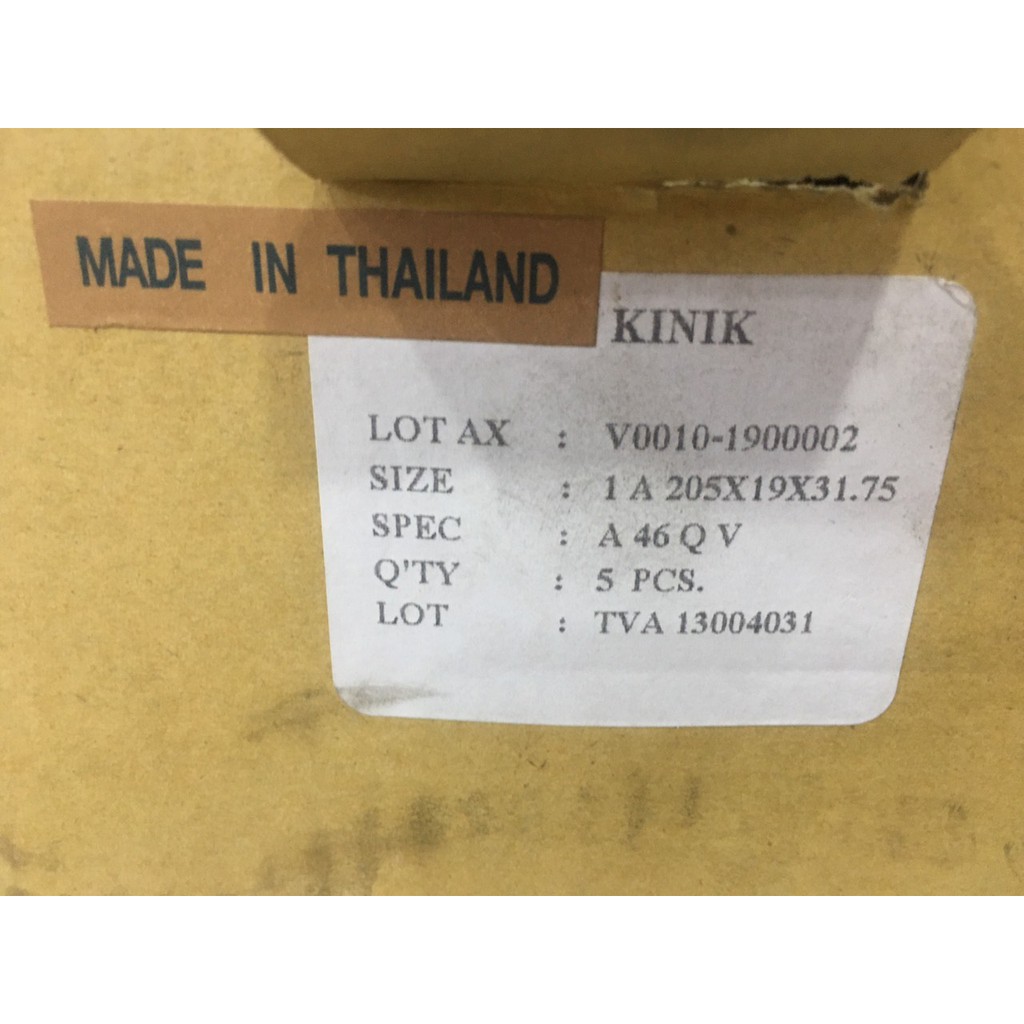 MADE IN THAILAND
KINIK
LOT AX : V0010-1900002
SIZE : 1 A 205X19X31.75
SPEC : A 46 Q V
Q'TY : 5 PCS.
LOT : TVA 13004031